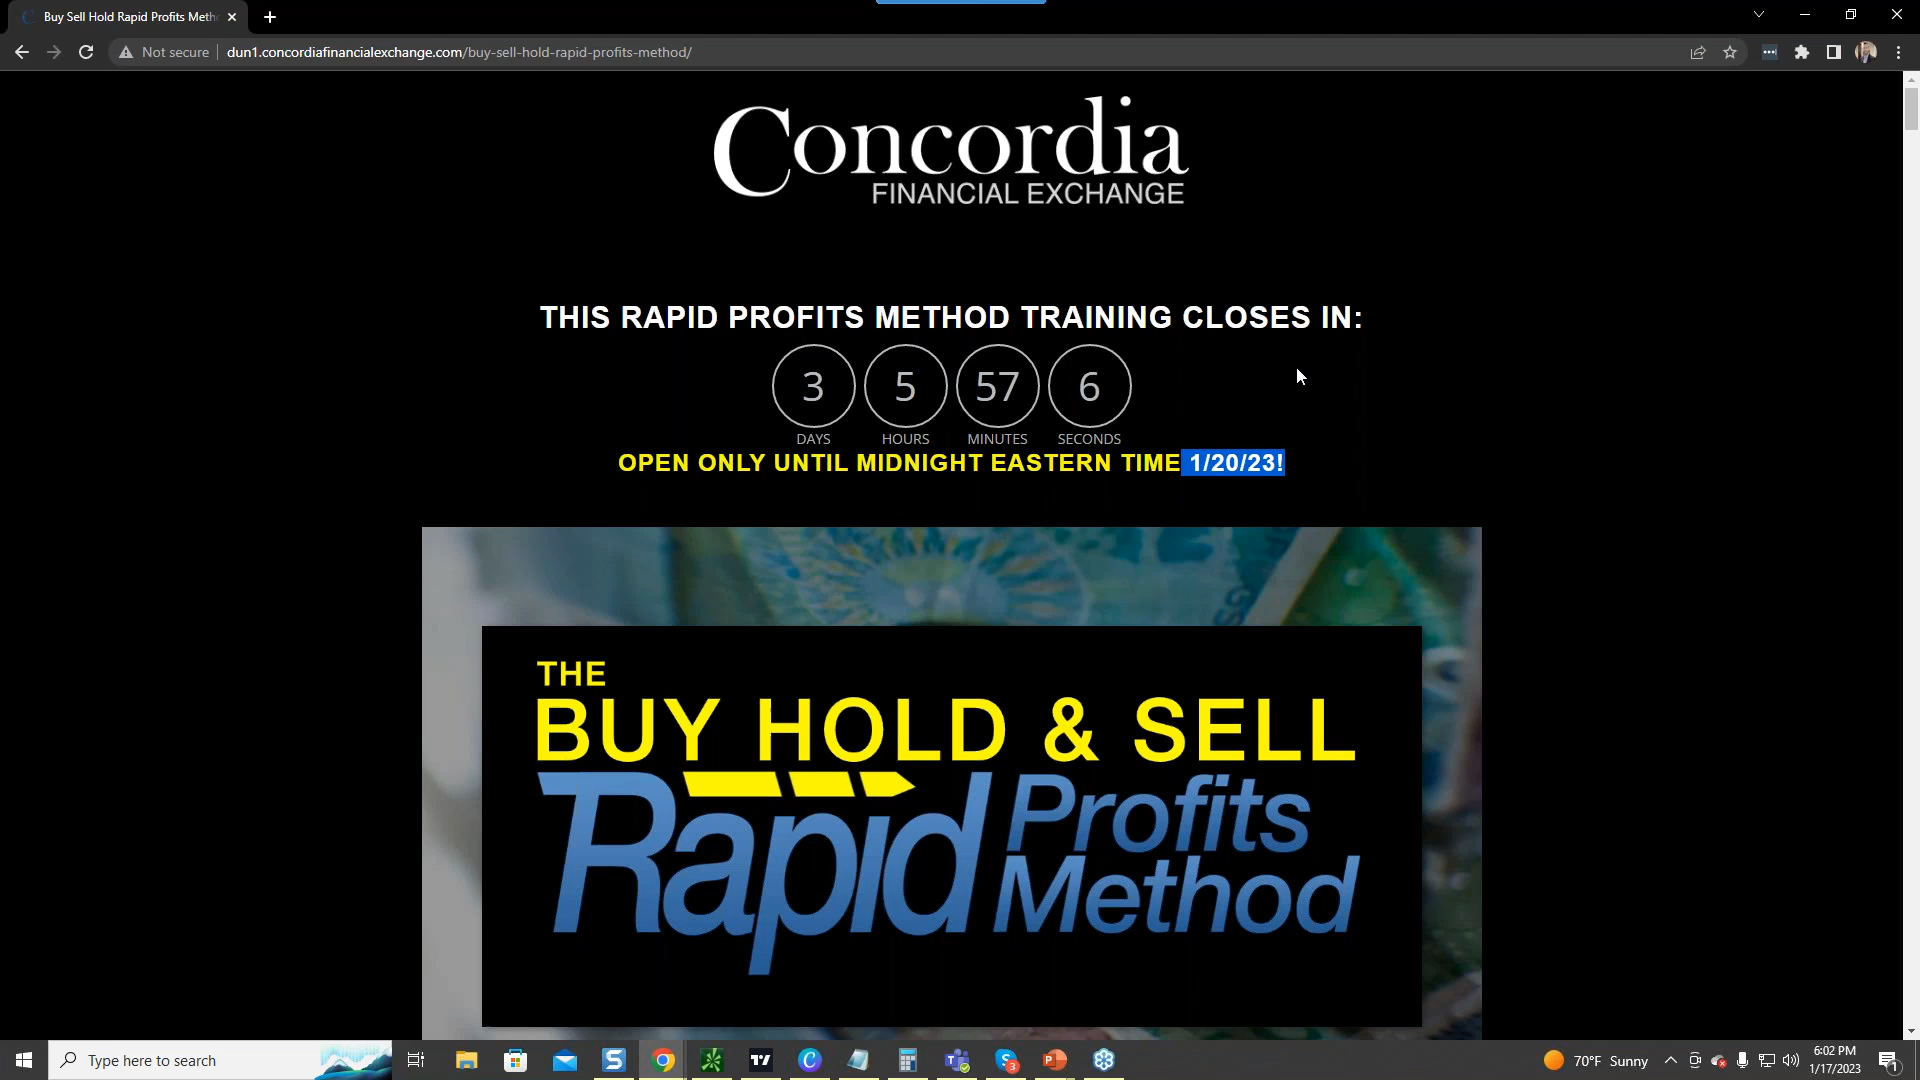 Buy Sell Hold Rapid Profits Meth
Not secure
dun1.concordiafinancialexchange.com/buy-sell-hold-rapid-profits-method/
Concordia
FINANCIAL EXCHANGE
THIS RAPID PROFITS METHOD TRAINING CLOSES IN:
3 5 57 6
DAYS HOURS MINUTES SECONDS
OPEN ONLY UNTIL MIDNIGHT EASTERN TIME 1/20/23!
THE
BUY HOLD & SELL
Rapid Profits
Method
Type here to search
70°F Sunny
6:02 PM
1/17/2023